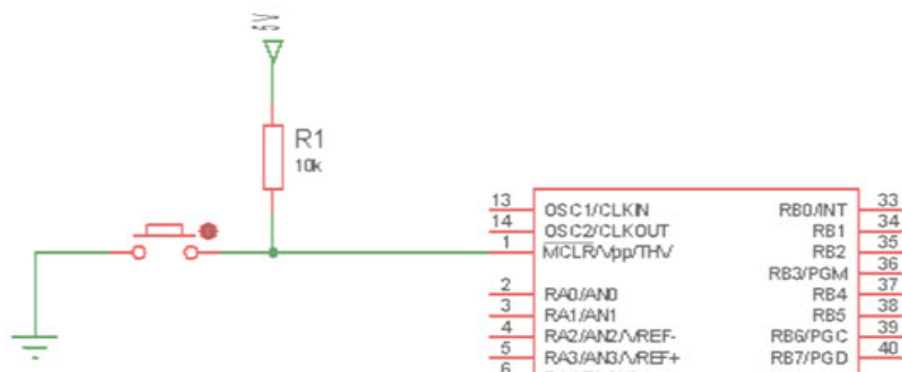 5V
R1
10k
13 OSC1/CLKIN RB0/INT 33
14 OSC2/CLKOUT RB1 34
1 MCLR/Vpp/THV RB2 35
RB3/PGM 36
2 RA0/AN0 RB4 37
3 RA1/AN1 RB5 38
4 RA2/AN2/VREF- RB6/PGC 39
5 RA3/AN3/VREF+ RB7/PGD 40
6